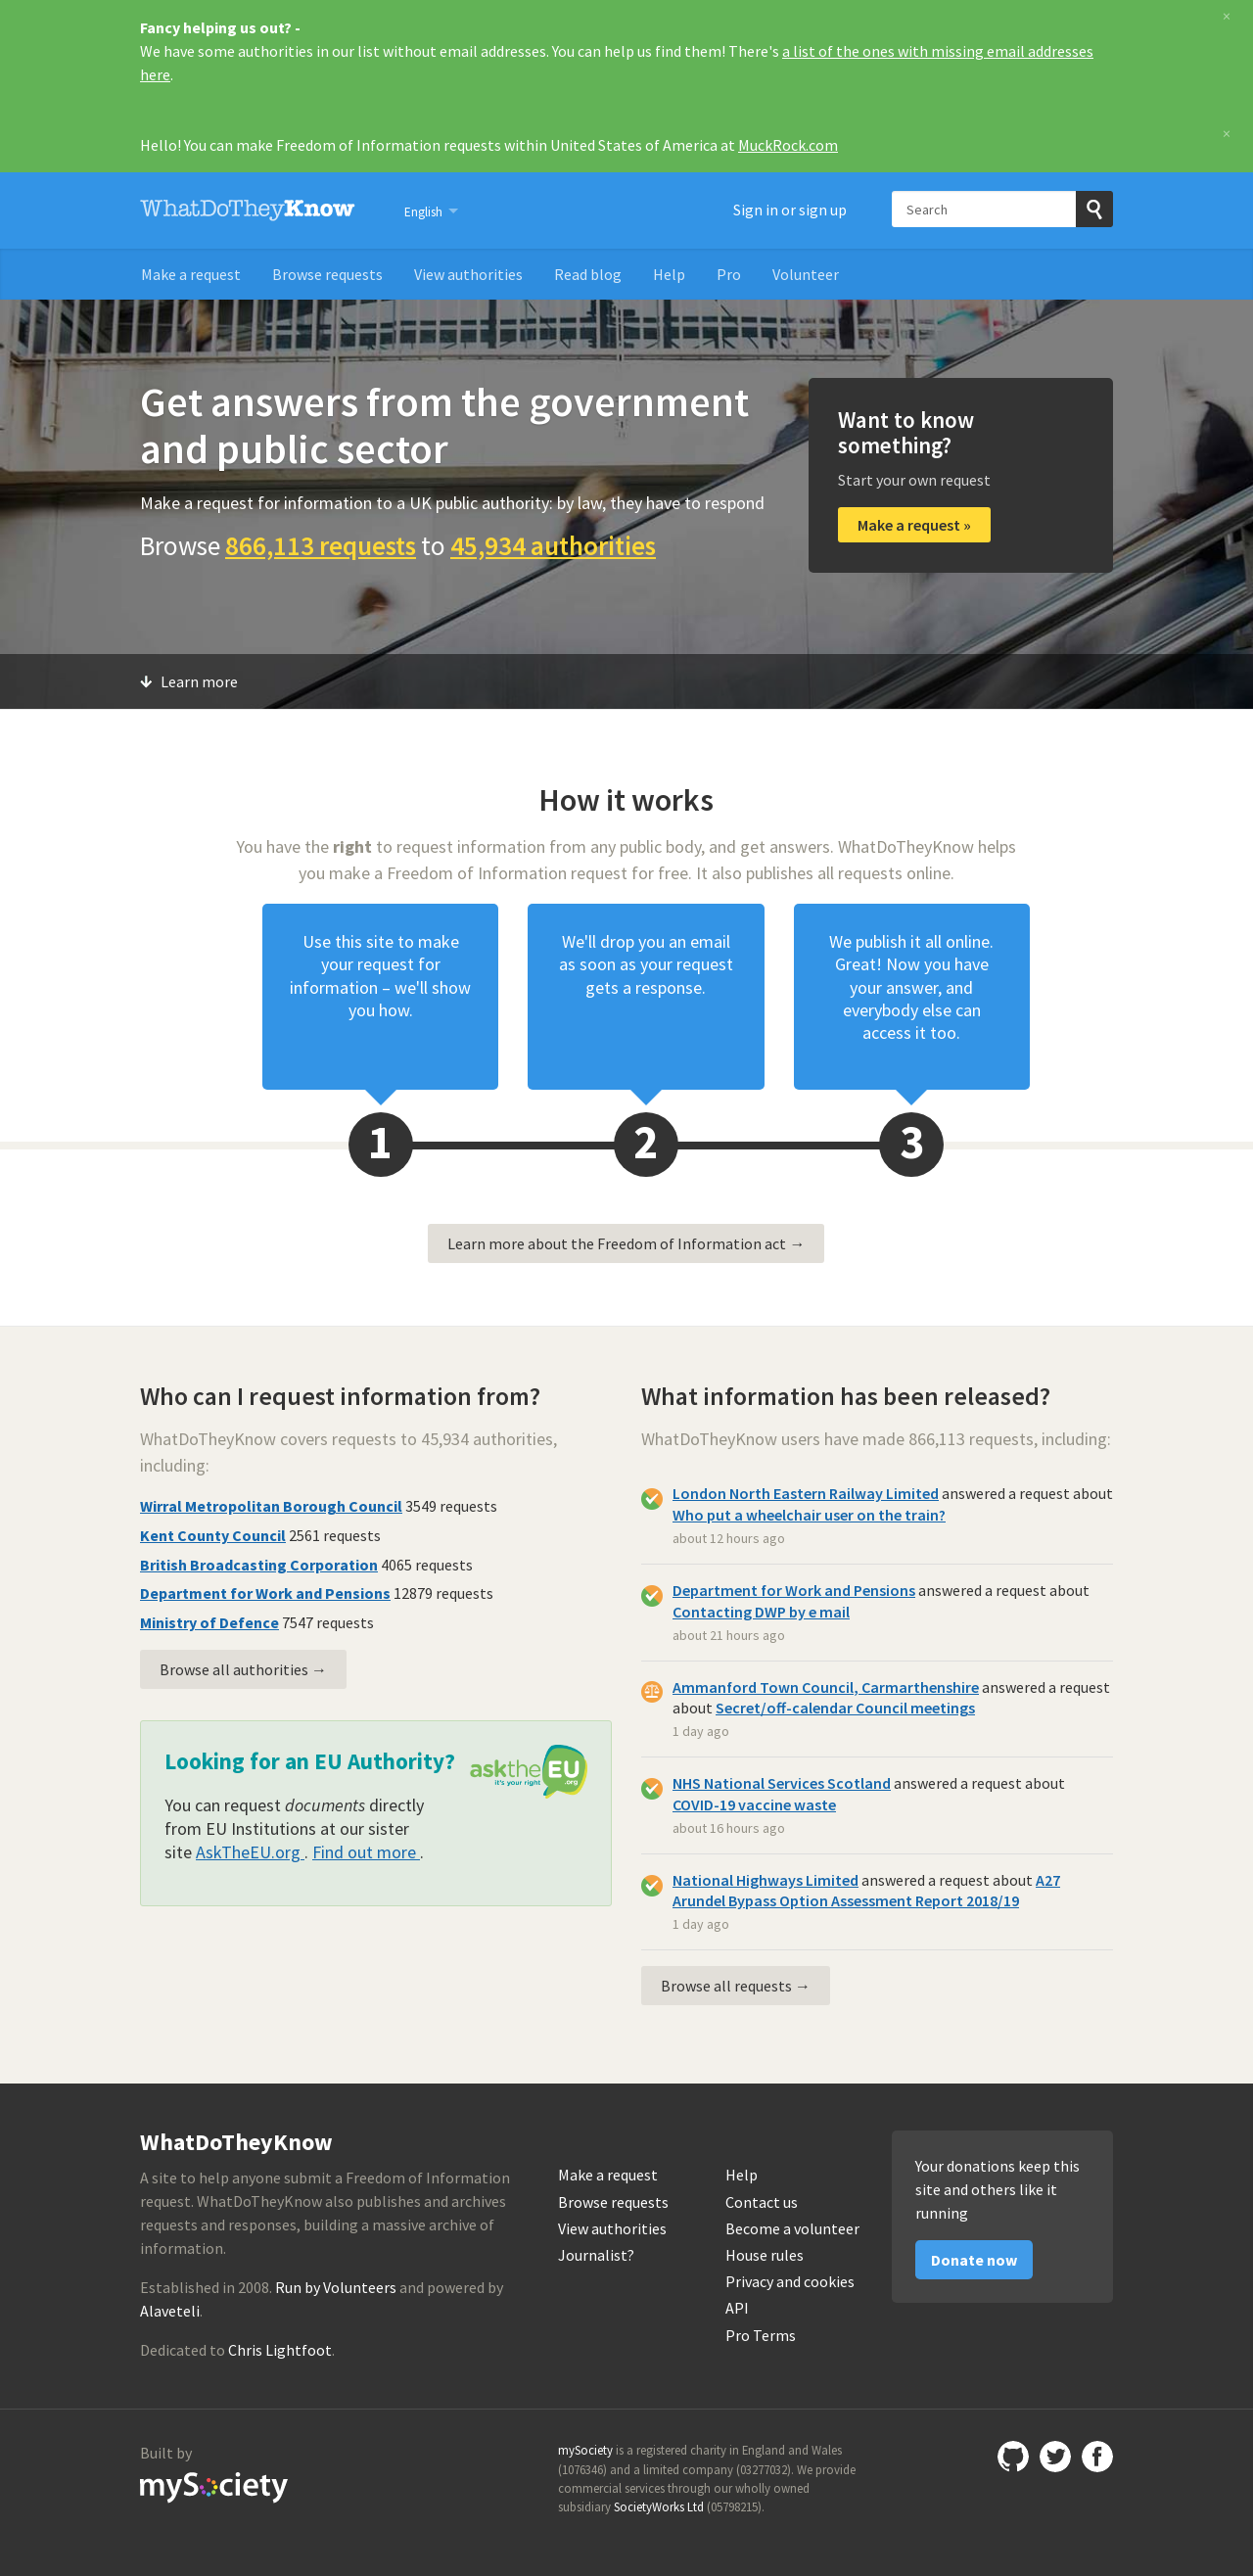 Fancy helping us out? -
We have some authorities in our list without email addresses. You can help us find them! There's a list of the ones with missing email addresses
here.
×
Hello! You can make Freedom of Information requests within United States of America at MuckRock.com
×
WhatDoTheyKnow
English
Sign in or sign up
Search
Make a request
Browse requests
View authorities
Read blog
Help
Pro
Volunteer
Get answers from the government
and public sector
Make a request for information to a UK public authority: by law, they have to respond
Browse 866,113 requests to 45,934 authorities
Want to know
something?
Start your own request
Make a request »
Learn more
How it works
You have the right to request information from any public body, and get answers. WhatDoTheyKnow helps
you make a Freedom of Information request for free. It also publishes all requests online.
Use this site to make
your request for
information – we'll show
you how.
We'll drop you an email
as soon as your request
gets a response.
We publish it all online.
Great! Now you have
your answer, and
everybody else can
access it too.
1
2
3
Learn more about the Freedom of Information act →
Who can I request information from?
WhatDoTheyKnow covers requests to 45,934 authorities,
including:
Wirral Metropolitan Borough Council 3549 requests
Kent County Council 2561 requests
British Broadcasting Corporation 4065 requests
Department for Work and Pensions 12879 requests
Ministry of Defence 7547 requests
Browse all authorities →
Looking for an EU Authority?
asktheEU
.org
it's your right
You can request documents directly
from EU Institutions at our sister
site AskTheEU.org . Find out more .
What information has been released?
WhatDoTheyKnow users have made 866,113 requests, including:
London North Eastern Railway Limited answered a request about
Who put a wheelchair user on the train?
about 12 hours ago
Department for Work and Pensions answered a request about
Contacting DWP by e mail
about 21 hours ago
Ammanford Town Council, Carmarthenshire answered a request
about Secret/off-calendar Council meetings
1 day ago
NHS National Services Scotland answered a request about
COVID-19 vaccine waste
about 16 hours ago
National Highways Limited answered a request about A27
Arundel Bypass Option Assessment Report 2018/19
1 day ago
Browse all requests →
WhatDoTheyKnow
A site to help anyone submit a Freedom of Information
request. WhatDoTheyKnow also publishes and archives
requests and responses, building a massive archive of
information.
Established in 2008. Run by Volunteers and powered by
Alaveteli.
Dedicated to Chris Lightfoot.
Make a request
Browse requests
View authorities
Journalist?
Help
Contact us
Become a volunteer
House rules
Privacy and cookies
API
Pro Terms
Your donations keep this
site and others like it
running
Donate now
Built by
mySociety
mySociety is a registered charity in England and Wales
(1076346) and a limited company (03277032). We provide
commercial services through our wholly owned
subsidiary SocietyWorks Ltd (05798215).